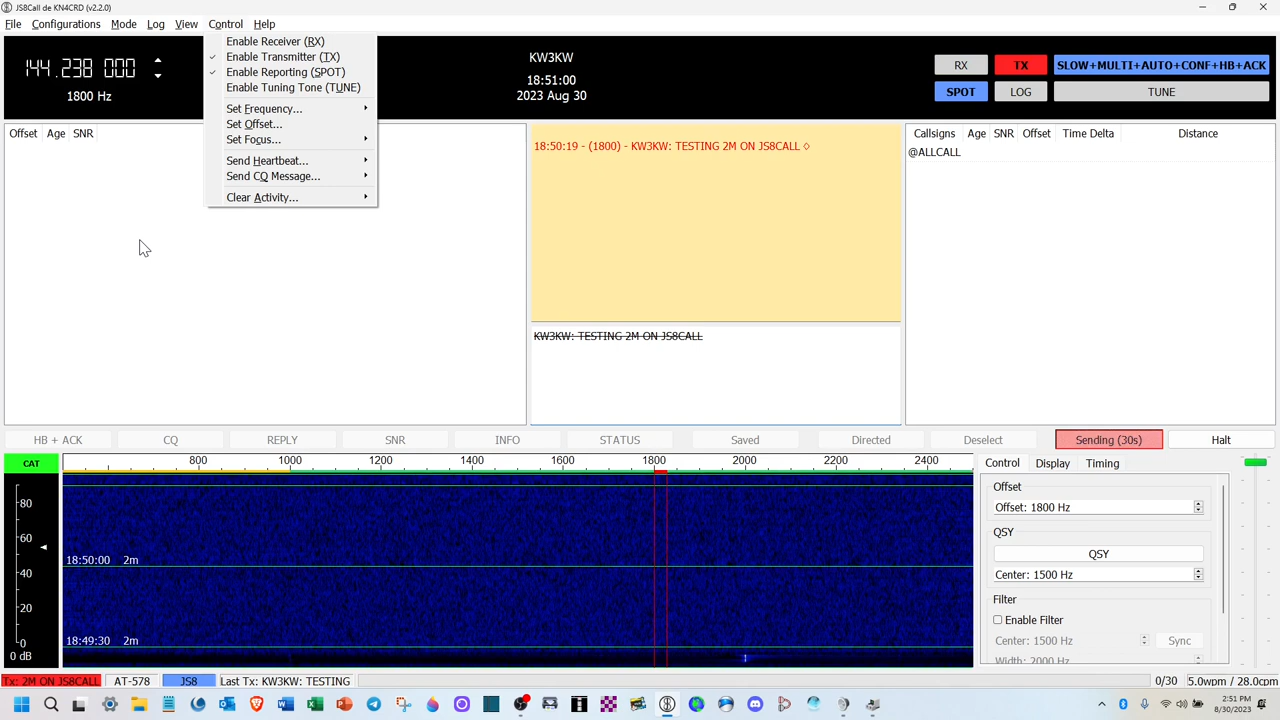 JS8Call de KN4CRD (v2.2.0)
File Configurations Mode Log View Control Help
144.238 000
1800 Hz
Enable Receiver (RX)
Enable Transmitter (TX)
Enable Reporting (SPOT)
Enable Tuning Tone (TUNE)
Set Frequency...
Set Offset...
Set Focus...
Send Heartbeat...
Send CQ Message...
Clear Activity...
KW3KW
18:51:00
2023 Aug 30
RX TX SLOW+MULTI+AUTO+CONF+HB+ACK
SPOT LOG TUNE
Offset Age SNR
18:50:19 - (1800) - KW3KW: TESTING 2M ON JS8CALL ♢
KW3KW: TESTING 2M ON JS8CALL
Callsigns Age SNR Offset Time Delta Distance
@ALLCALL
HB + ACK CQ REPLY SNR INFO STATUS Saved Directed Deselect Sending (30s) Halt
CAT
800 1000 1200 1400 1600 1800 2000 2200 2400
80
60
40
20
0
0 dB
18:50:00 2m
18:49:30 2m
Control Display Timing
Offset
Offset: 1800 Hz
QSY
QSY
Center: 1500 Hz
Filter
Enable Filter
Center: 1500 Hz Sync
Width: 2000 Hz
Tx: 2M ON JS8CALL AT-578 JS8 Last Tx: KW3KW: TESTING 0/30 5.0wpm / 28.0cpm
2:51 PM
8/30/2023